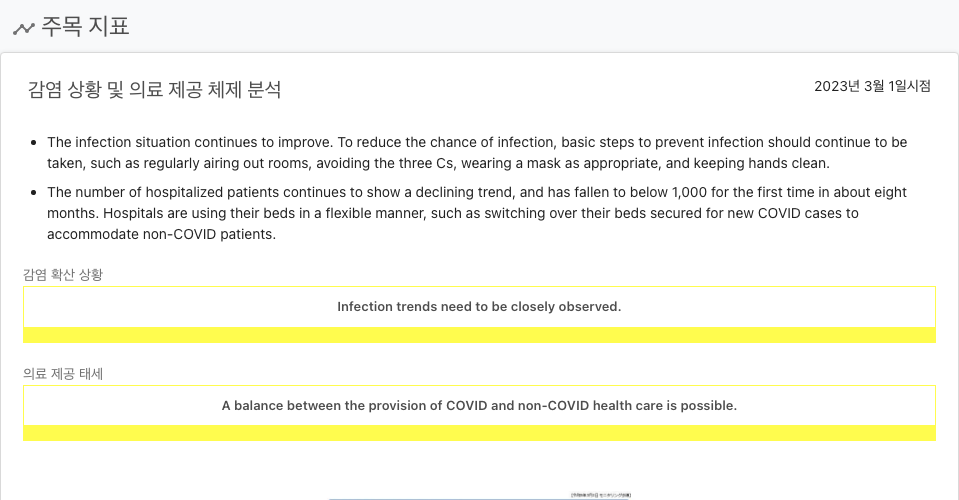 주목 지표
감염 상황 및 의료 제공 체제 분석
2023년 3월 1일시점
The infection situation continues to improve. To reduce the chance of infection, basic steps to prevent infection should continue to be
taken, such as regularly airing out rooms, avoiding the three Cs, wearing a mask as appropriate, and keeping hands clean.
The number of hospitalized patients continues to show a declining trend, and has fallen to below 1,000 for the first time in about eight
months. Hospitals are using their beds in a flexible manner, such as switching over their beds secured for new COVID cases to
accommodate non-COVID patients.
감염 확산 상황
Infection trends need to be closely observed.
의료 제공 태세
A balance between the provision of COVID and non-COVID health care is possible.